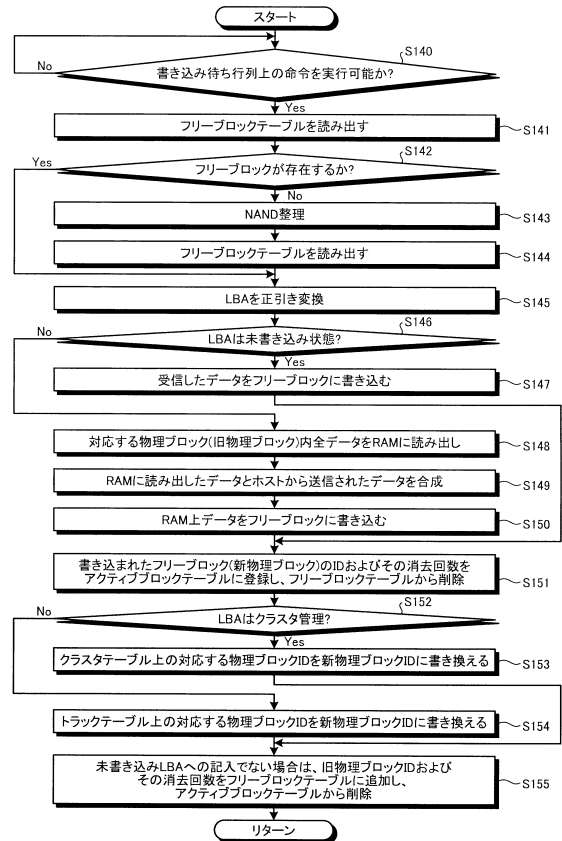 スタート
S140
No
書き込み待ち行列上の命令を実行可能か?
Yes
フリーブロックテーブルを読み出す
S141
S142
Yes
フリーブロックが存在するか?
No
NAND整理
S143
フリーブロックテーブルを読み出す
S144
LBAを正引き変換
S145
S146
No
LBAは未書き込み状態?
Yes
受信したデータをフリーブロックに書き込む
S147
対応する物理ブロック(旧物理ブロック)内全データをRAMに読み出し
S148
RAMに読み出したデータとホストから送信されたデータを合成
S149
RAM上データをフリーブロックに書き込む
S150
書き込まれたフリーブロック(新物理ブロック)のIDおよびその消去回数を
アクティブブロックテーブルに登録し、フリーブロックテーブルから削除
S151
S152
No
LBAはクラスタ管理?
Yes
クラスタテーブル上の対応する物理ブロックIDを新物理ブロックIDに書き換える
S153
トラックテーブル上の対応する物理ブロックIDを新物理ブロックIDに書き換える
S154
未書き込みLBAへの記入でない場合は、旧物理ブロックIDおよび
その消去回数をフリーブロックテーブルに追加し、
アクティブブロックテーブルから削除
S155
リターン